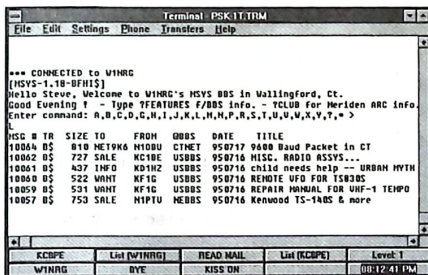 Terminal - PSK-1T.TRM
File Edit Settings Phone Transfers Help
*** CONNECTED to W1NRG
[MSYS-1.18-BFHI$]
Hello Steve, Welcome to W1NRG's MSYS BBS in Wallingford, Ct.
Good Evening ! - Type ?FEATURES F/BBS info. - ?CLUB for Meriden ARC info.
Enter command: A,B,C,D,G,H,I,J,K,L,M,N,P,R,S,T,U,V,W,X,Y,?,* >
L
MSG # TR SIZE TO FROM @BBS DATE TITLE
10064 B$ 810 NET9K6 N1OBU CTNET 950717 9600 Baud Packet in CT
10062 B$ 727 SALE KC1BE USBBS 950716 MISC. RADIO ASSYS...
10061 B$ 437 INFO KD1HZ USBBS 950716 child needs help -- URBAN MYTH
10060 B$ 522 WANT KF1G USBBS 950716 REMOTE VFO FOR TS830S
10059 B$ 531 WANT KF1G USBBS 950716 REPAIR MANUAL FOR VHF-1 TEMPO
10057 B$ 753 SALE N1PTU NEBBS 950716 Kenwood TS-140S & more
KCBPE List (W1NRG) READ MAIL List (KCBPE) Level: 1
W1NRG BYE KISS ON 08:12:41 PM